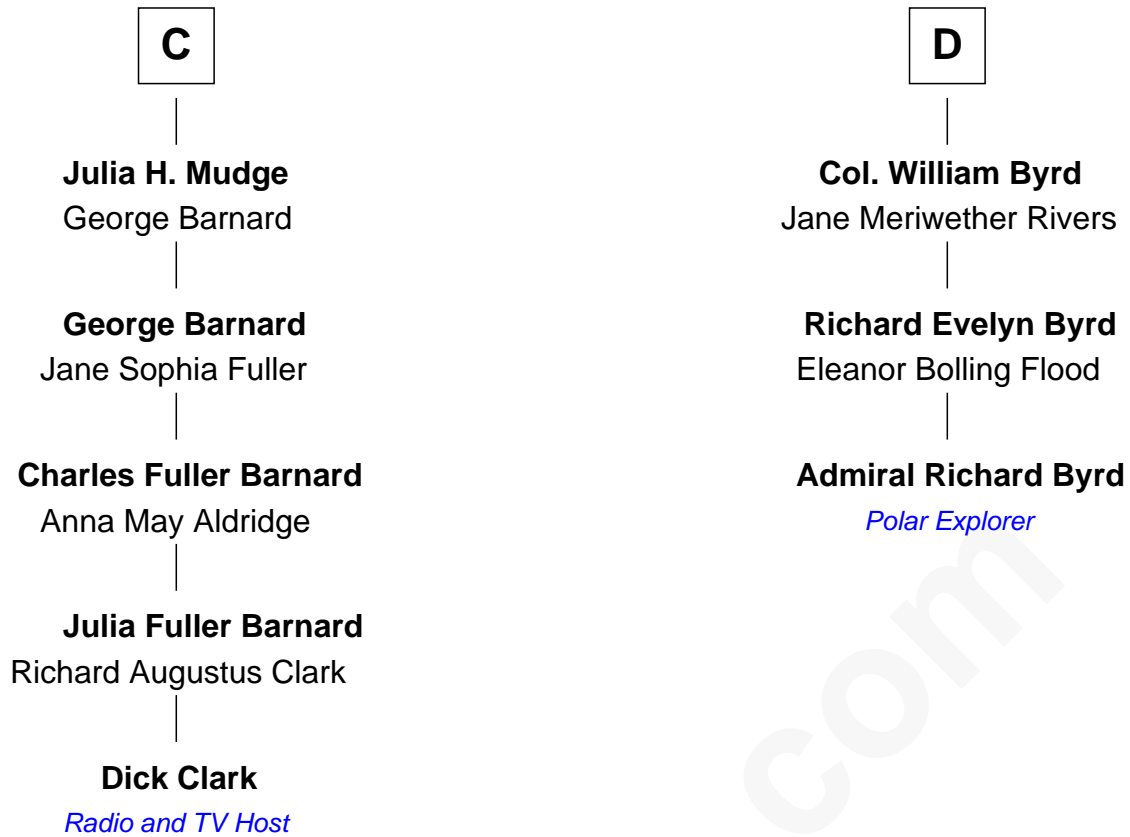 C
Julia H. Mudge
George Barnard
George Barnard
Jane Sophia Fuller
Charles Fuller Barnard
Anna May Aldridge
Julia Fuller Barnard
Richard Augustus Clark
Dick Clark
Radio and TV Host
D
Col. William Byrd
Jane Meriwether Rivers
Richard Evelyn Byrd
Eleanor Bolling Flood
Admiral Richard Byrd
Polar Explorer
com